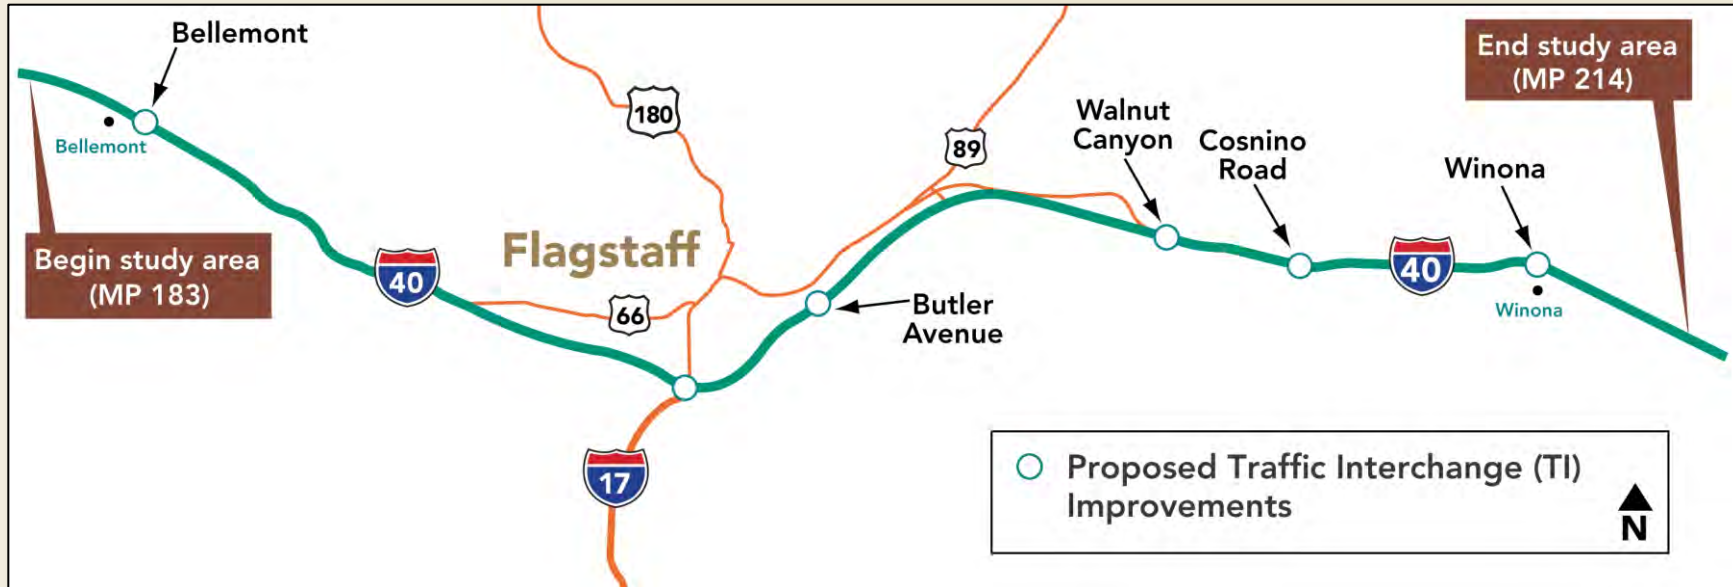 Bellemont
Bellemont
Begin study area
(MP 183)
40
Flagstaff
180
66
17
89
Butler
Avenue
Walnut
Canyon
Cosnino
Road
40
Winona
Winona
End study area
(MP 214)
Proposed Traffic Interchange (TI)
Improvements
N